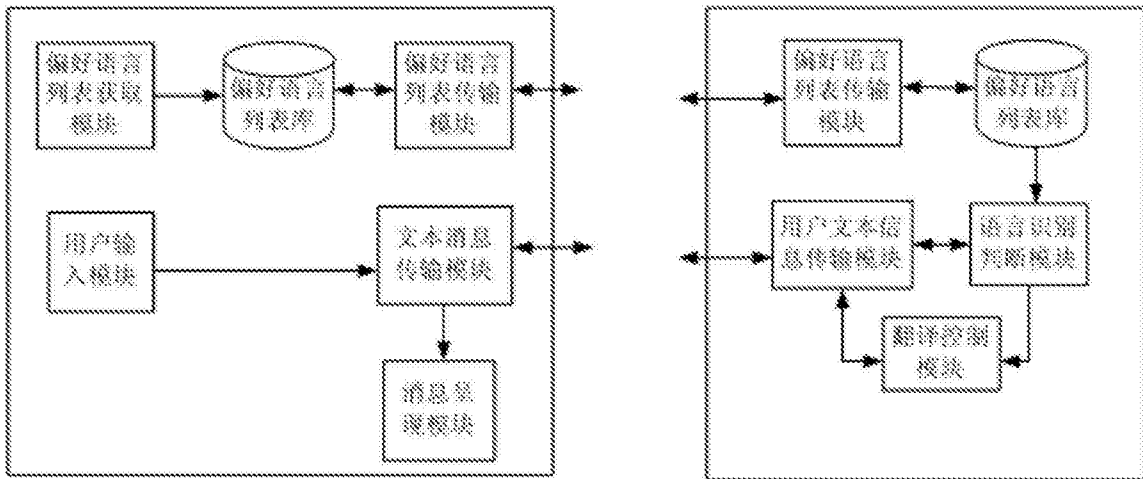 偏好语言
列表获取
模块
偏好语言
列表库
偏好语言
列表传输
模块
用户输
入模块
文本消息
传输模块
消息呈
现模块
偏好语言
列表传输
模块
偏好语言
列表库
用户文本信
息传输模块
语言识别
判断模块
翻译控制
模块